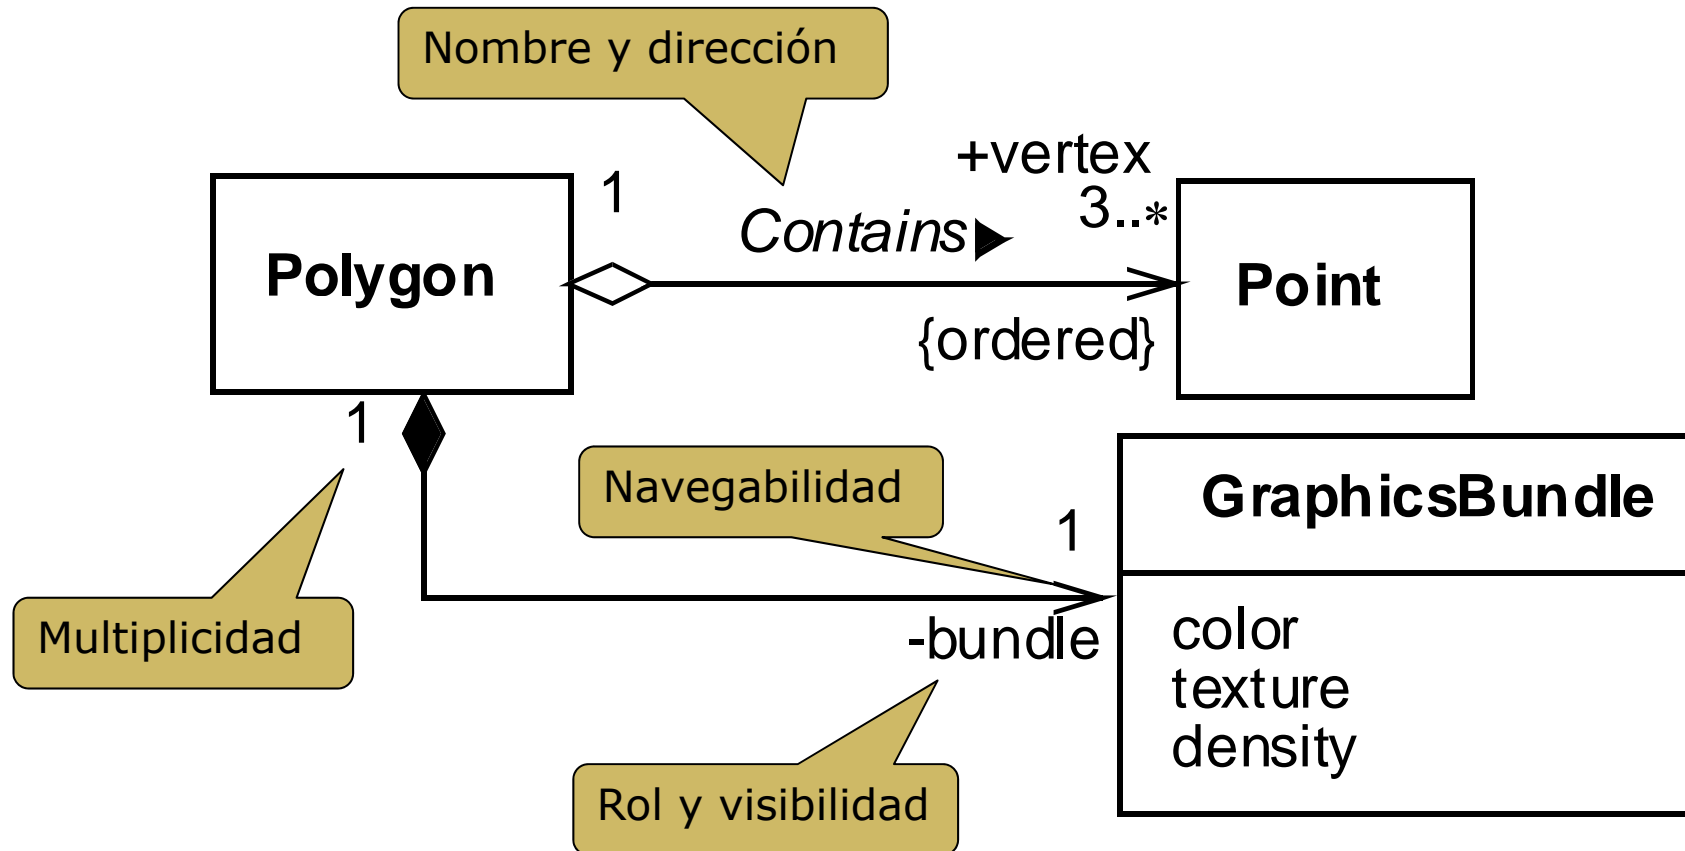 Nombre y dirección
+vertex
1
3..*
Contains
Polygon
Point
{ordered}
1
Navegabilidad
GraphicsBundle
1
Multiplicidad
-bundle
color
texture
density
Rol y visibilidad